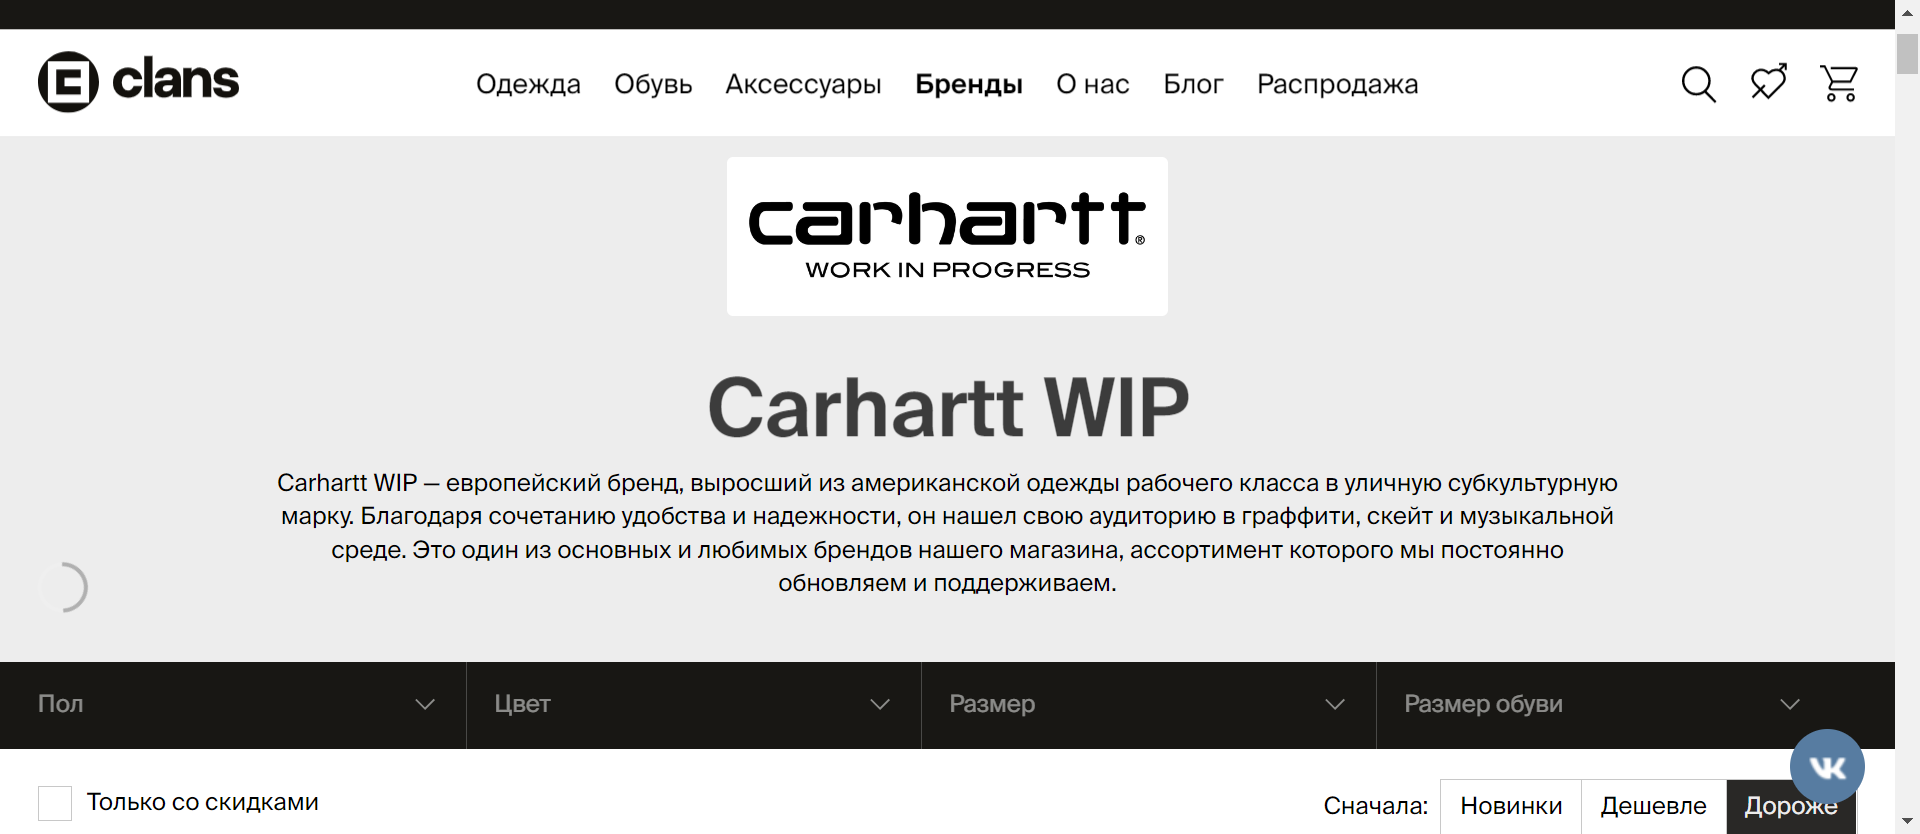 clans
Одежда Обувь Аксессуары Бренды О нас Блог Распродажа
carhartt®
WORK IN PROGRESS
Carhartt WIP
Carhartt WIP — европейский бренд, выросший из американской одежды рабочего класса в уличную субкультурную
марку. Благодаря сочетанию удобства и надежности, он нашел свою аудиторию в граффити, скейт и музыкальной
среде. Это один из основных и любимых брендов нашего магазина, ассортимент которого мы постоянно
обновляем и поддерживаем.
Пол Цвет Размер Размер обуви
Только со скидками Сначала: Новинки Дешевле Дороже